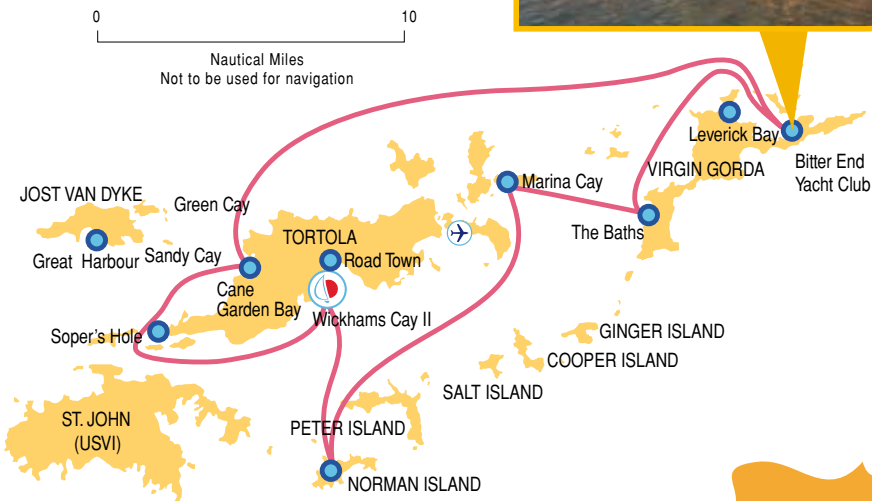 0 10
Nautical Miles
Not to be used for navigation
Leverick Bay
Bitter End
Yacht Club
VIRGIN GORDA
Marina Cay
The Baths
JOST VAN DYKE
Green Cay
Great Harbour
Sandy Cay
TORTOLA
Road Town
Cane
Garden Bay
Wickhams Cay II
Soper's Hole
GINGER ISLAND
COOPER ISLAND
SALT ISLAND
ST. JOHN
(USVI)
PETER ISLAND
NORMAN ISLAND